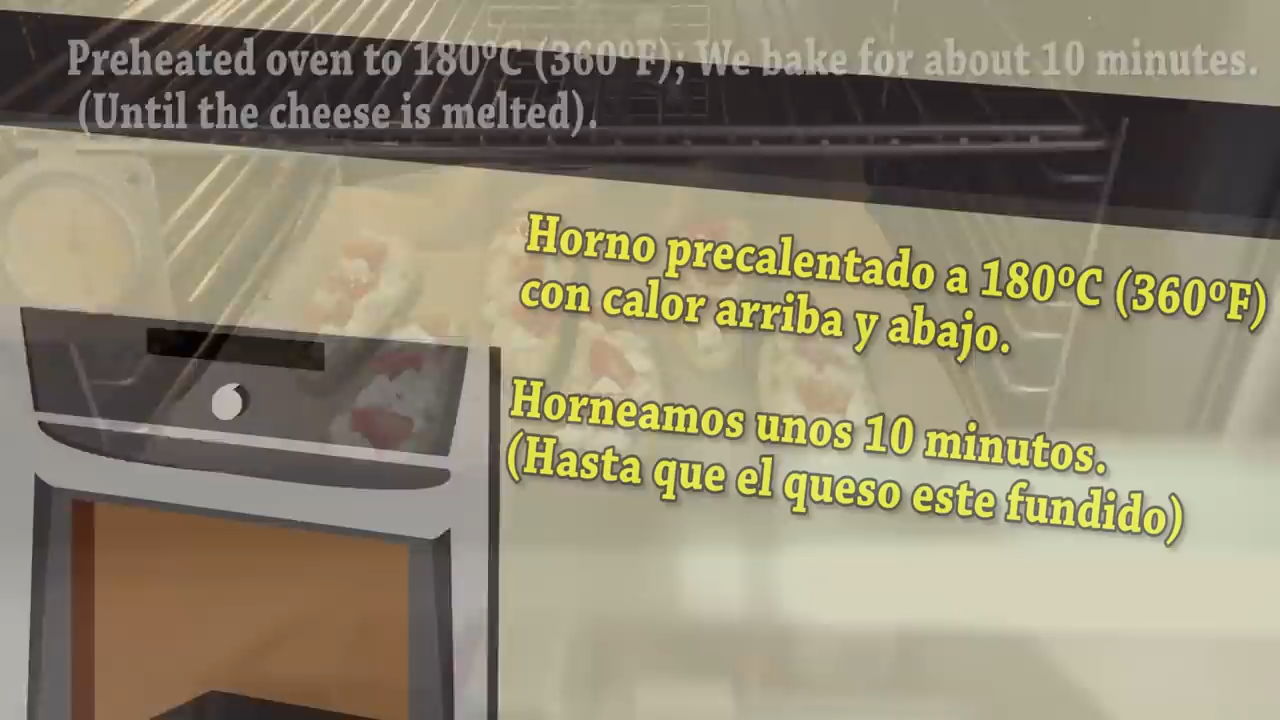 Preheated oven to 180ºC (360ºF); We bake for about 10 minutes.
(Until the cheese is melted).
Horno precalentado a 180ºC (360ºF)
con calor arriba y abajo.
Horneamos unos 10 minutos.
(Hasta que el queso este fundido)